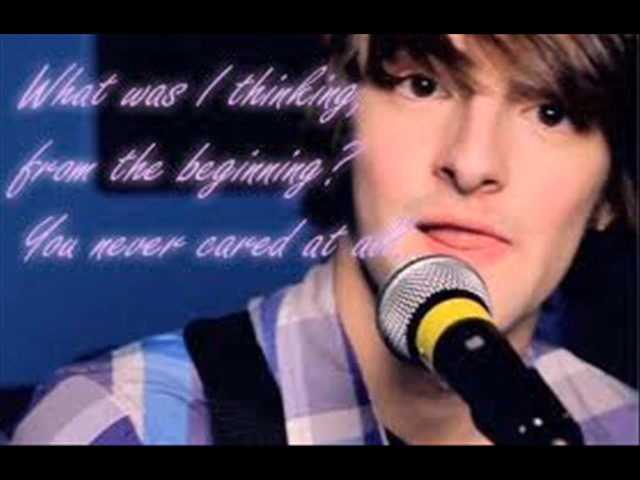 What was I thinking,
from the beginning?
You never cared at all.